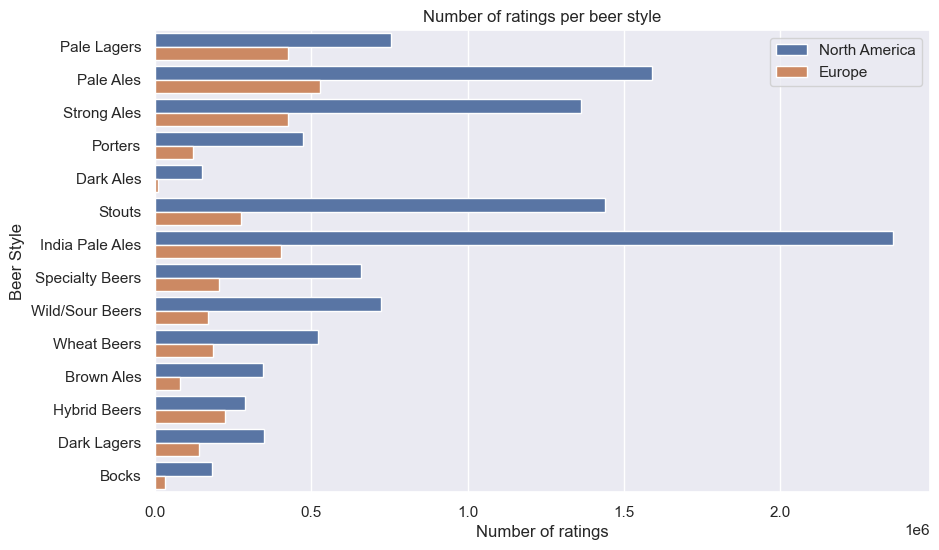 Number of ratings per beer style
North America
Europe
Beer Style
Pale Lagers
Pale Ales
Strong Ales
Porters
Dark Ales
Stouts
India Pale Ales
Specialty Beers
Wild/Sour Beers
Wheat Beers
Brown Ales
Hybrid Beers
Dark Lagers
Bocks
0.0 0.5 1.0 1.5 2.0
1e6
Number of ratings